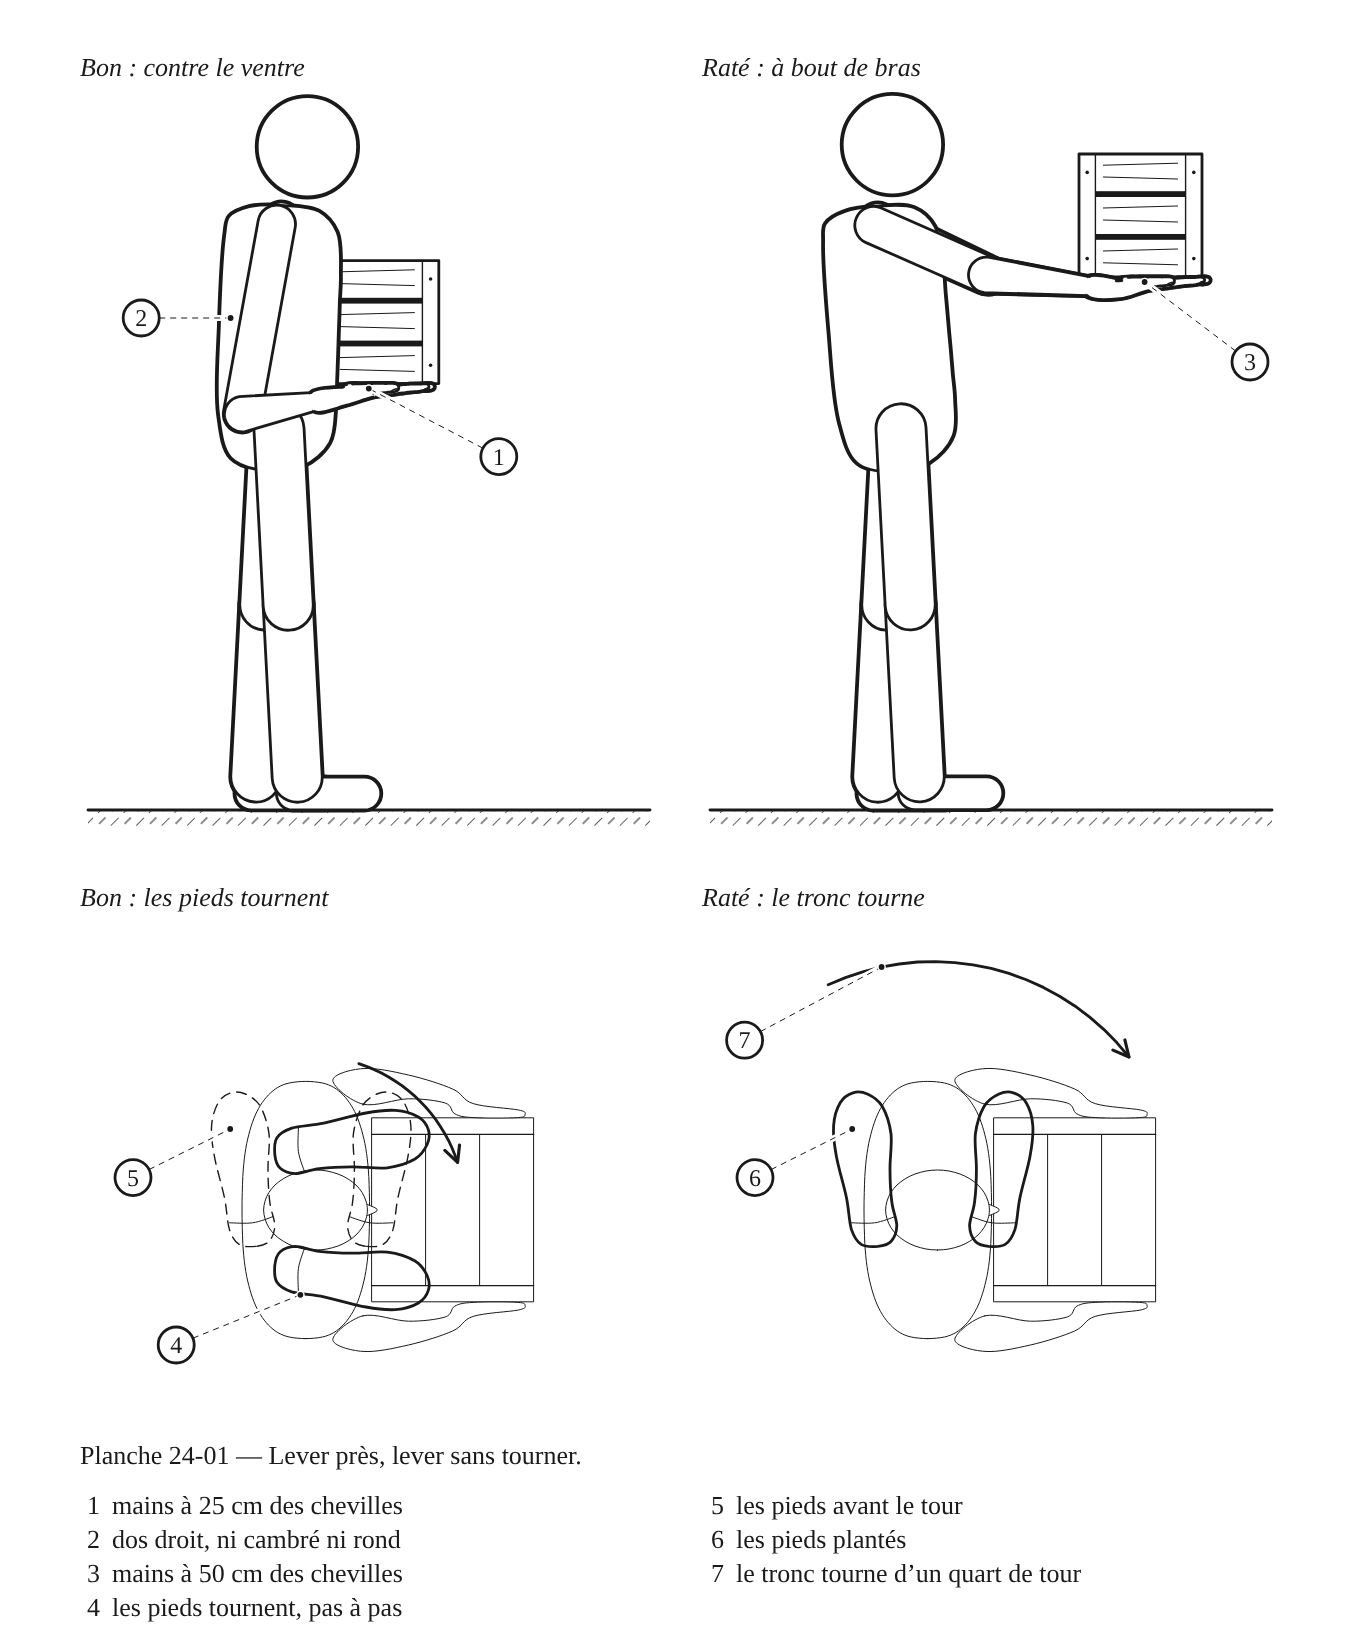 Bon : contre le ventre
Raté : à bout de bras
2
1
3
Bon : les pieds tournent
Raté : le tronc tourne
7
5
6
4
Planche 24-01 — Lever près, lever sans tourner.
1 mains à 25 cm des chevilles
2 dos droit, ni cambré ni rond
3 mains à 50 cm des chevilles
4 les pieds tournent, pas à pas
5 les pieds avant le tour
6 les pieds plantés
7 le tronc tourne d’un quart de tour